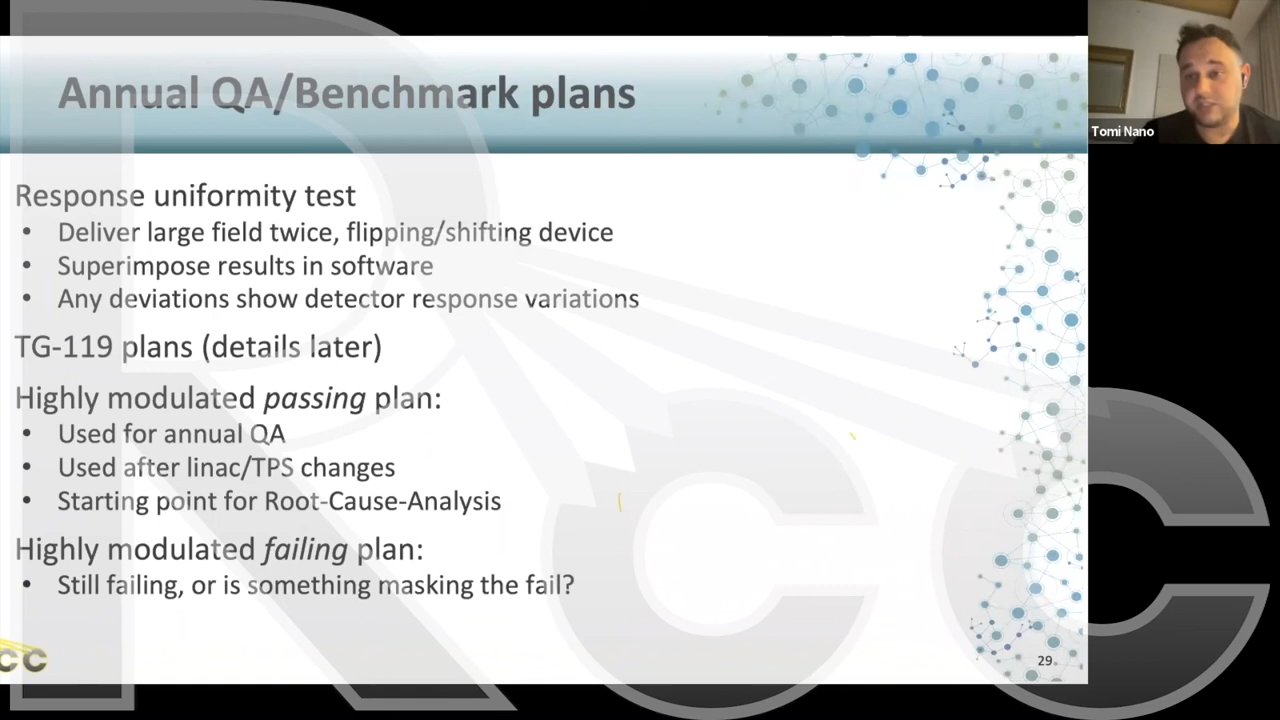 Annual QA/Benchmark plans
Tomi Nano
Response uniformity test
• Deliver large field twice, flipping/shifting device
• Superimpose results in software
• Any deviations show detector response variations
TG-119 plans (details later)
Highly modulated passing plan:
• Used for annual QA
• Used after linac/TPS changes
• Starting point for Root-Cause-Analysis
Highly modulated failing plan:
• Still failing, or is something masking the fail?
CC
29
RCC